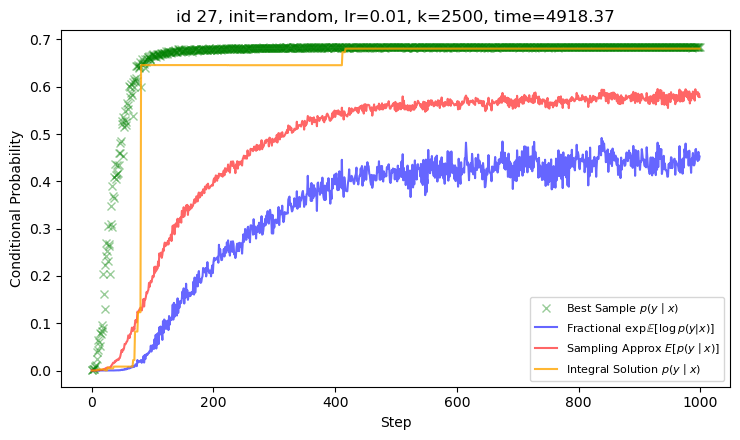 id 27, init=random, lr=0.01, k=2500, time=4918.37
Conditional Probability
0.7
0.6
0.5
0.4
0.3
0.2
0.1
0.0
Best Sample p(y | x)
Fractional exp 𝔼[log p(y|x)]
Sampling Approx E[p(y | x)]
Integral Solution p(y | x)
0 200 400 600 800 1000
Step